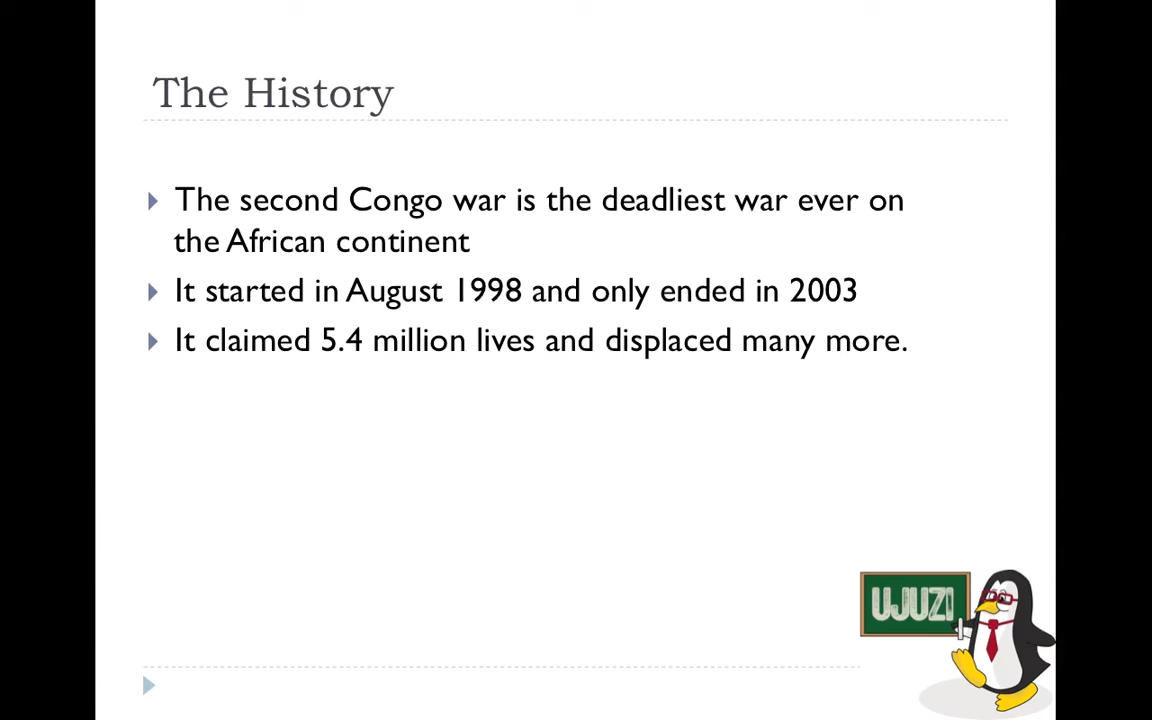 The History
The second Congo war is the deadliest war ever on
the African continent
It started in August 1998 and only ended in 2003
It claimed 5.4 million lives and displaced many more.
UJUZI